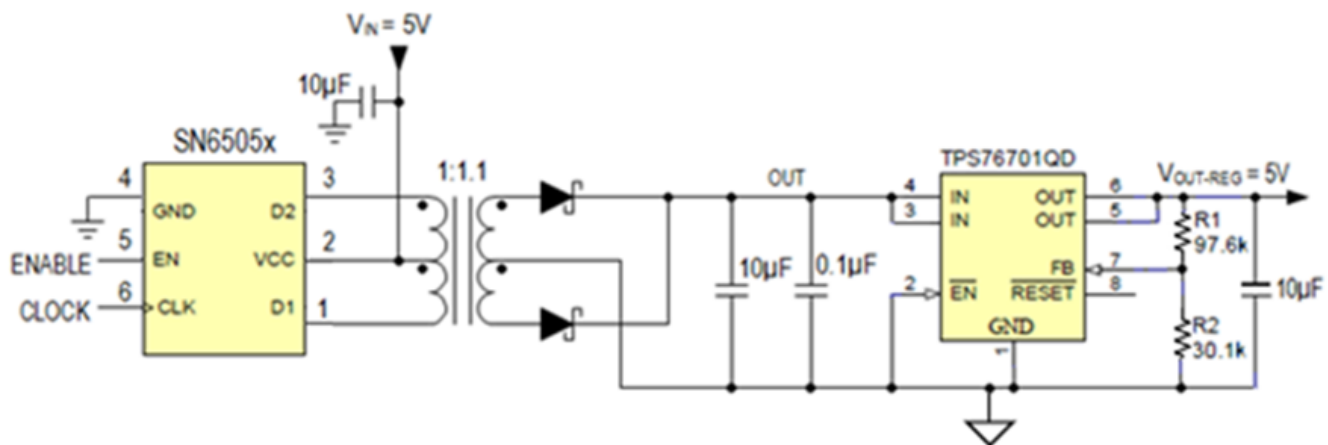 VIN = 5V
10µF
SN6505x
4
GND
5
ENABLE
EN
6
CLOCK
CLK
D2
3
VCC
2
D1
1
1:1.1
OUT
10µF
0.1µF
TPS76701QD
4
IN
3
IN
2
EN
GND
1
OUT
6
OUT
5
FB
7
RESET
8
VOUT-REG = 5V
R1
97.6k
R2
30.1k
10µF